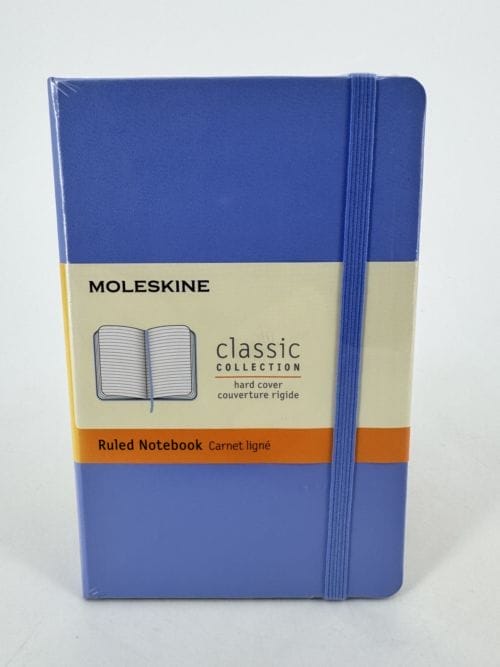 MOLESKINE
classic
COLLECTION
hard cover
couverture rigide
Ruled Notebook Carnet ligné